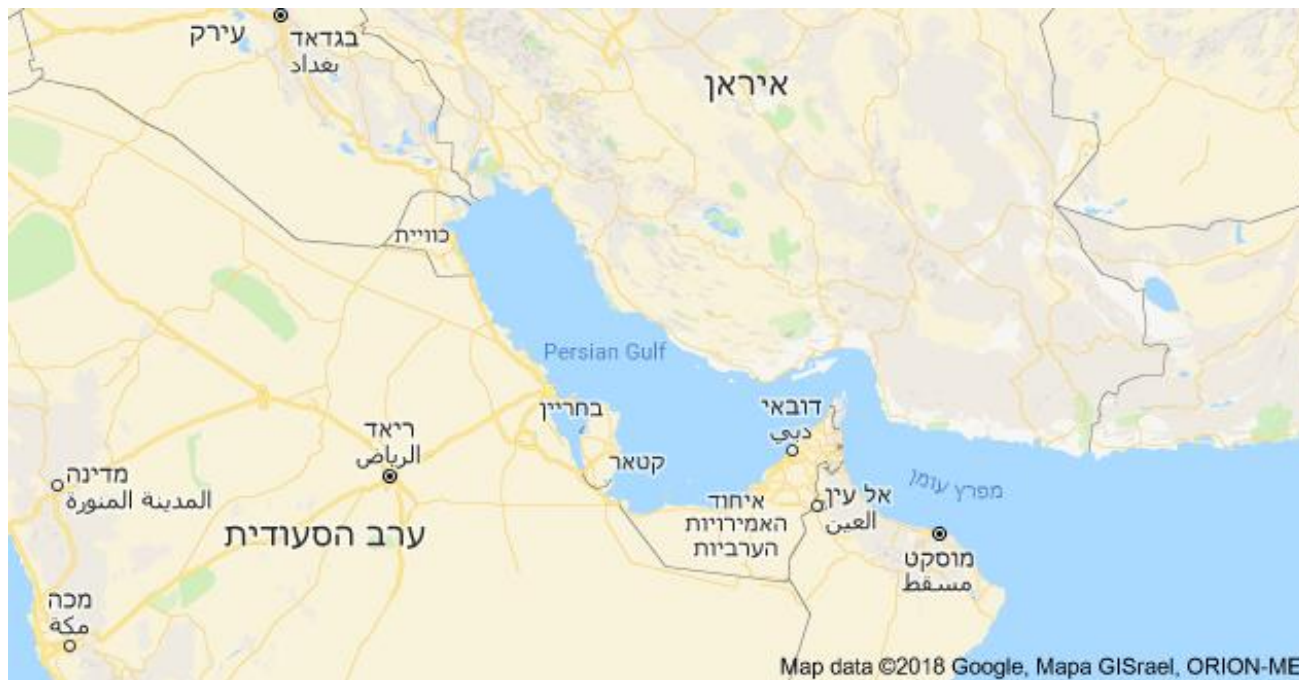 עירק
בגדאד
بغداد
איראן
כווית
Persian Gulf
בחריין
דובאי
دبي
ריאד
الرياض
קטאר
מדינה
المدينة المنورة
מפרץ עומן
איחוד
האמירויות
הערביות
אל עין
العين
ערב הסעודית
מוסקט
مسقط
מכה
مكة
Map data ©2018 Google, Mapa GISrael, ORION-ME